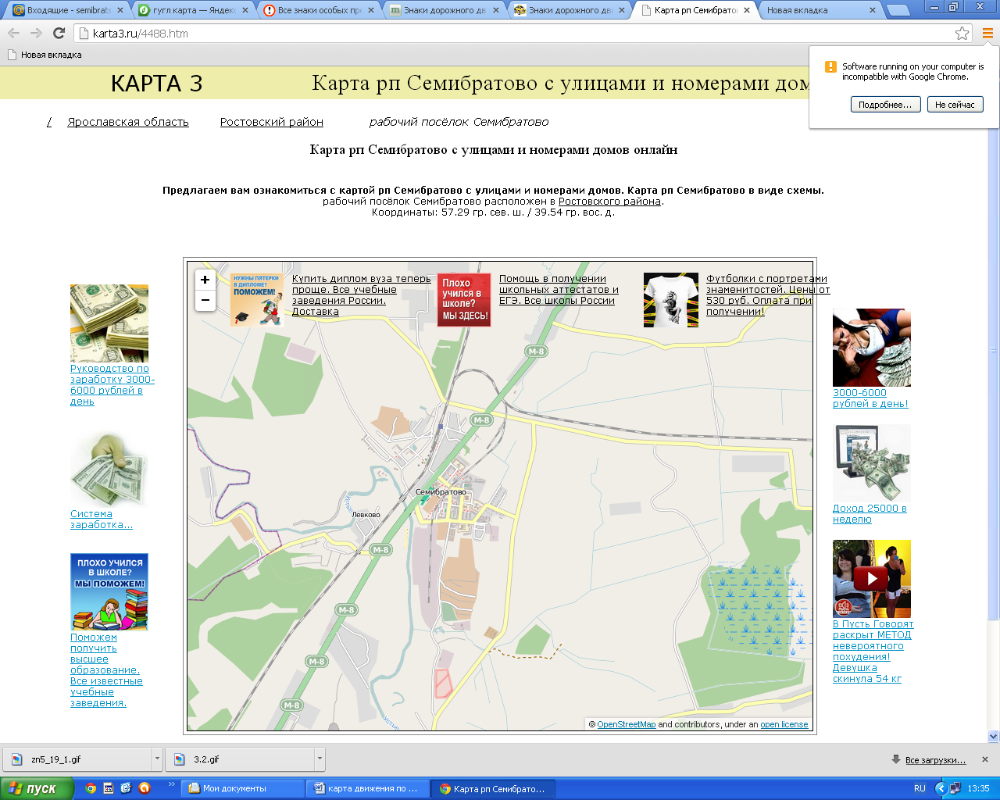 Входящие - semibrats
гугл карта — Яндекс
Все знаки особых пре
Знаки дорожного дв
Знаки дорожного дви
Карта рп Семибратов
Новая вкладка
karta3.ru/4488.htm
Новая вкладка
Software running on your computer is
incompatible with Google Chrome.
Подробнее...
Не сейчас
КАРТА 3
Карта рп Семибратово с улицами и номерами дом
/
Ярославская область
Ростовский район
рабочий посёлок Семибратово
Карта рп Семибратово с улицами и номерами домов онлайн
Предлагаем вам ознакомиться с картой рп Семибратово с улицами и номерами домов. Карта рп Семибратово в виде схемы.
рабочий посёлок Семибратово расположен в Ростовского района.
Координаты: 57.29 гр. сев. ш. / 39.54 гр. вос. д.
+
−
НУЖНЫ ПЯТЕРКИ
В ДИПЛОМЕ?
ПОМОЖЕМ!
Купить диплом вуза теперь
проще. Все учебные
заведения России.
Доставка
Плохо
учился в
школе?
МЫ ЗДЕСЬ!
Помощь в получении
школьных аттестатов и
ЕГЭ. Все школы России
Футболки с портретами
знаменитостей. Цены от
530 руб. Оплата при
получении!
Руководство по
заработку 3000-
6000 рублей в
день
Система
заработка...
ПЛОХО УЧИЛСЯ
В ШКОЛЕ?
МЫ ПОМОЖЕМ!
Поможем
получить
высшее
образование.
Все известные
учебные
заведения.
M-8
M-8
Семибратово
Левково
Устье
M-8
M-8
M-8
M-8
Устье
© OpenStreetMap and contributors, under an open license
3000-6000
рублей в день!
Доход 25000 в
неделю
В Пусть Говорят
раскрыт МЕТОД
невероятного
похудения!
Девушка
скинула 54 кг
zn5_19_1.gif
3.2.gif
Все загрузки...
пуск
Мои документы
карта движения по ...
Карта рп Семибрато...
RU
13:35